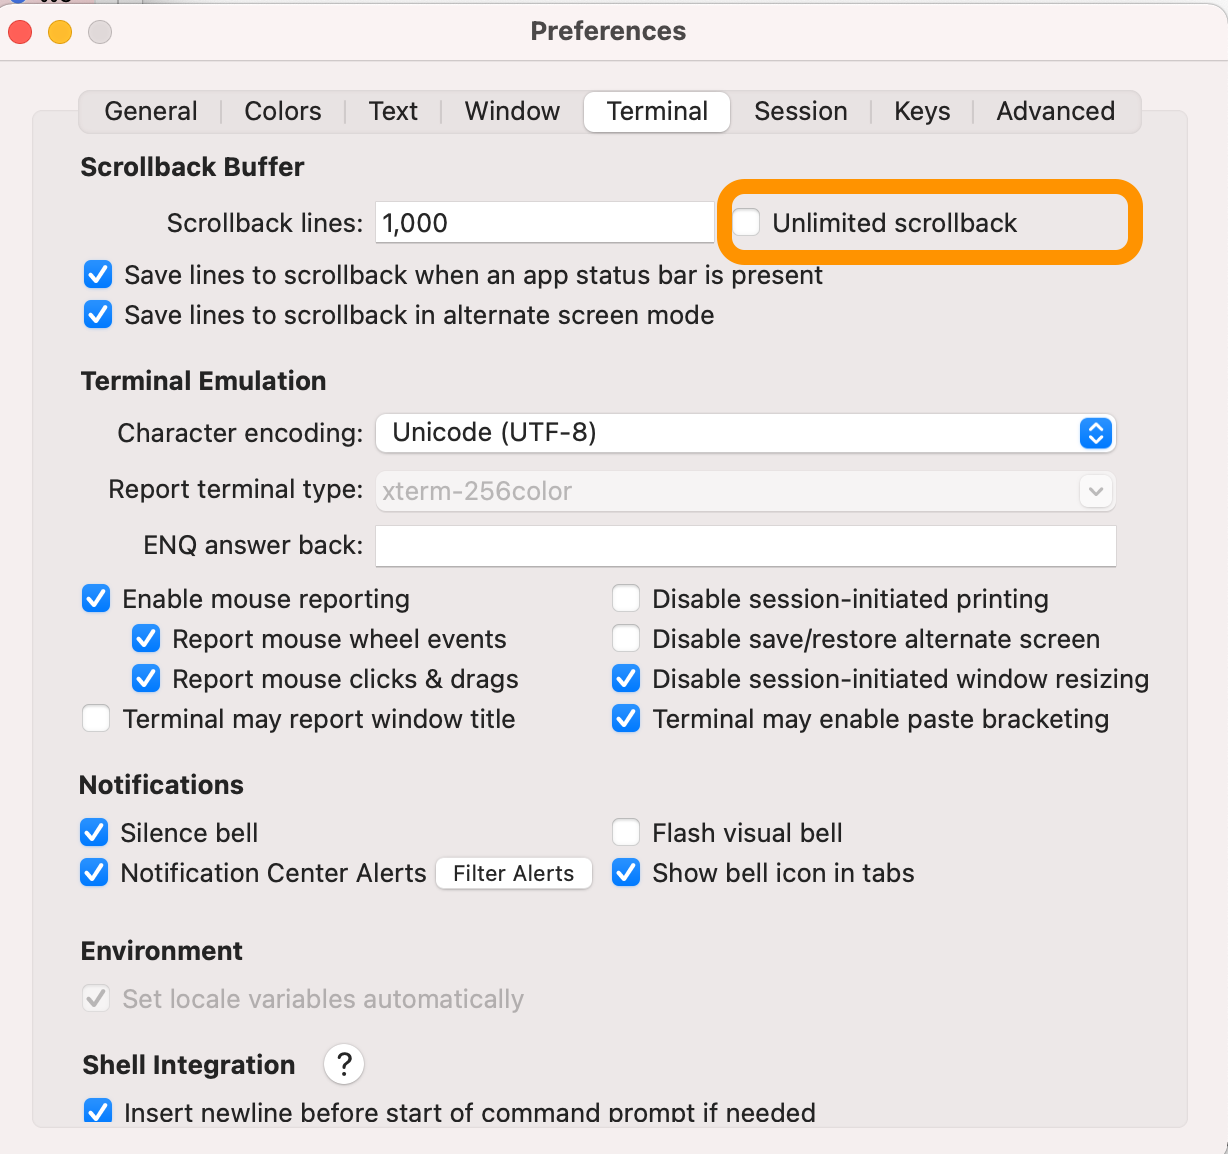 Preferences
General Colors Text Window Terminal Session Keys Advanced
Scrollback Buffer
Scrollback lines: 1,000 Unlimited scrollback
Save lines to scrollback when an app status bar is present
Save lines to scrollback in alternate screen mode
Terminal Emulation
Character encoding: Unicode (UTF-8)
Report terminal type: xterm-256color
ENQ answer back:
Enable mouse reporting Disable session-initiated printing
Report mouse wheel events Disable save/restore alternate screen
Report mouse clicks & drags Disable session-initiated window resizing
Terminal may report window title Terminal may enable paste bracketing
Notifications
Silence bell Flash visual bell
Notification Center Alerts Filter Alerts Show bell icon in tabs
Environment
Set locale variables automatically
Shell Integration ?
Insert newline before start of command prompt if needed